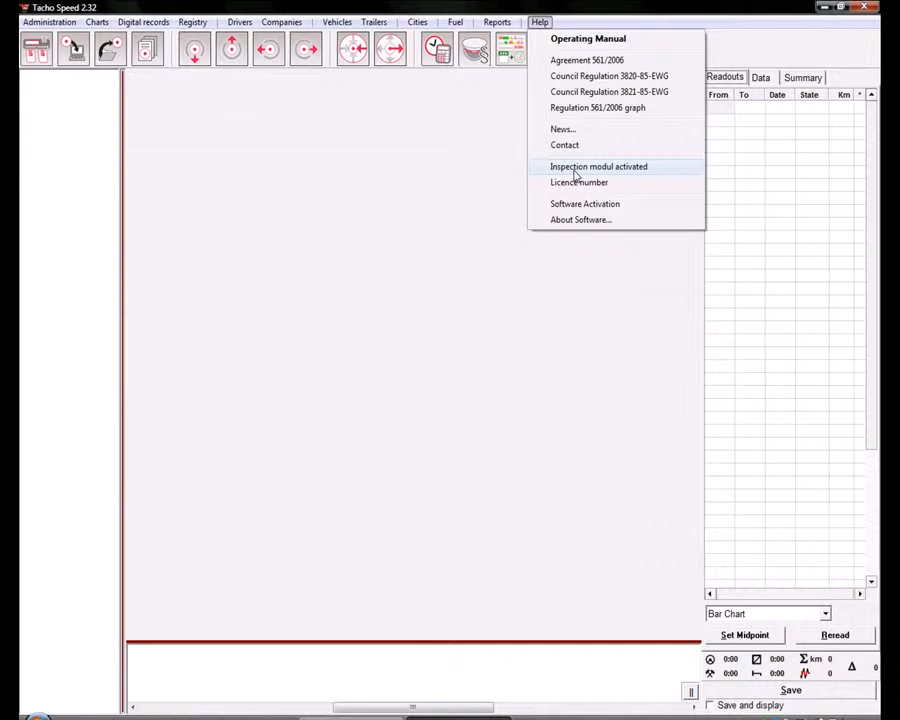 Tacho Speed 2.32
Administration Charts Digital records Registry | Drivers Companies | Vehicles Trailers | Cities | Fuel | Reports | Help
Operating Manual
Agreement 561/2006
Council Regulation 3820-85-EWG
Council Regulation 3821-85-EWG
Regulation 561/2006 graph
News...
Contact
Inspection modul activated
Licence number
Software Activation
About Software...
Readouts Data Summary
From To Date State Km *
Bar Chart
Set Midpoint Reread
0:00 0:00 Σ km 0
0:00 0:00 0 Δ 0
Save
Save and display